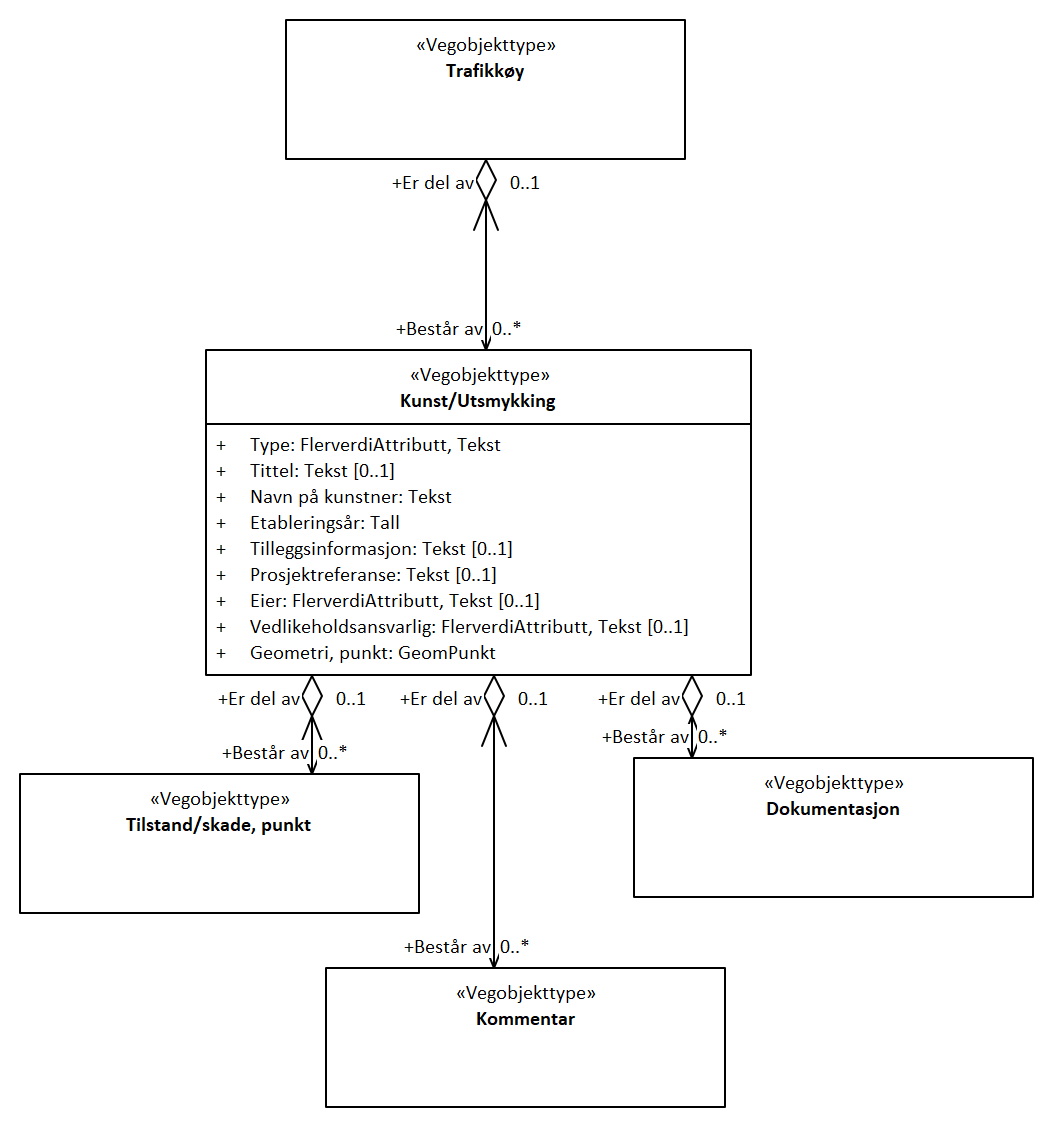 «Vegobjekttype»
Trafikkøy
+Er del av 0..1
+Består av 0..*
«Vegobjekttype»
Kunst/Utsmykking
+ Type: FlerverdiAttributt, Tekst
+ Tittel: Tekst [0..1]
+ Navn på kunstner: Tekst
+ Etableringsår: Tall
+ Tilleggsinformasjon: Tekst [0..1]
+ Prosjektreferanse: Tekst [0..1]
+ Eier: FlerverdiAttributt, Tekst [0..1]
+ Vedlikeholdsansvarlig: FlerverdiAttributt, Tekst [0..1]
+ Geometri, punkt: GeomPunkt
+Er del av 0..1 +Er del av 0..1 +Er del av 0..1
+Består av 0..*
+Består av 0..*
«Vegobjekttype»
Dokumentasjon
«Vegobjekttype»
Tilstand/skade, punkt
+Består av 0..*
«Vegobjekttype»
Kommentar